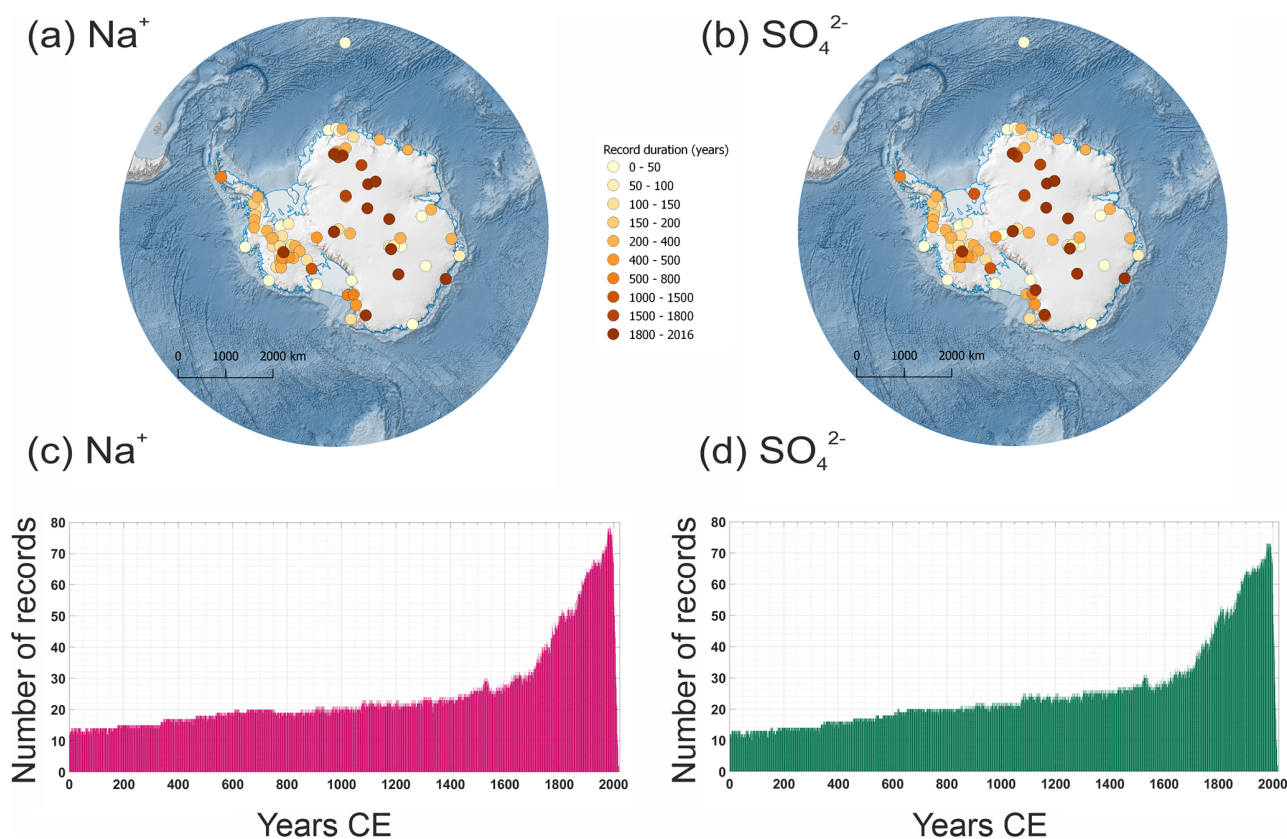 (a) Na⁺
(b) SO₄²⁻
Record duration (years)
0 - 50
50 - 100
100 - 150
150 - 200
200 - 400
400 - 500
500 - 800
1000 - 1500
1500 - 1800
1800 - 2016
0 1000 2000 km
0 1000 2000 km
(c) Na⁺
(d) SO₄²⁻
Number of records
80
70
60
50
40
30
20
10
0
0 200 400 600 800 1000 1200 1400 1600 1800 2000
Years CE
Number of records
80
70
60
50
40
30
20
10
0
0 200 400 600 800 1000 1200 1400 1600 1800 2000
Years CE